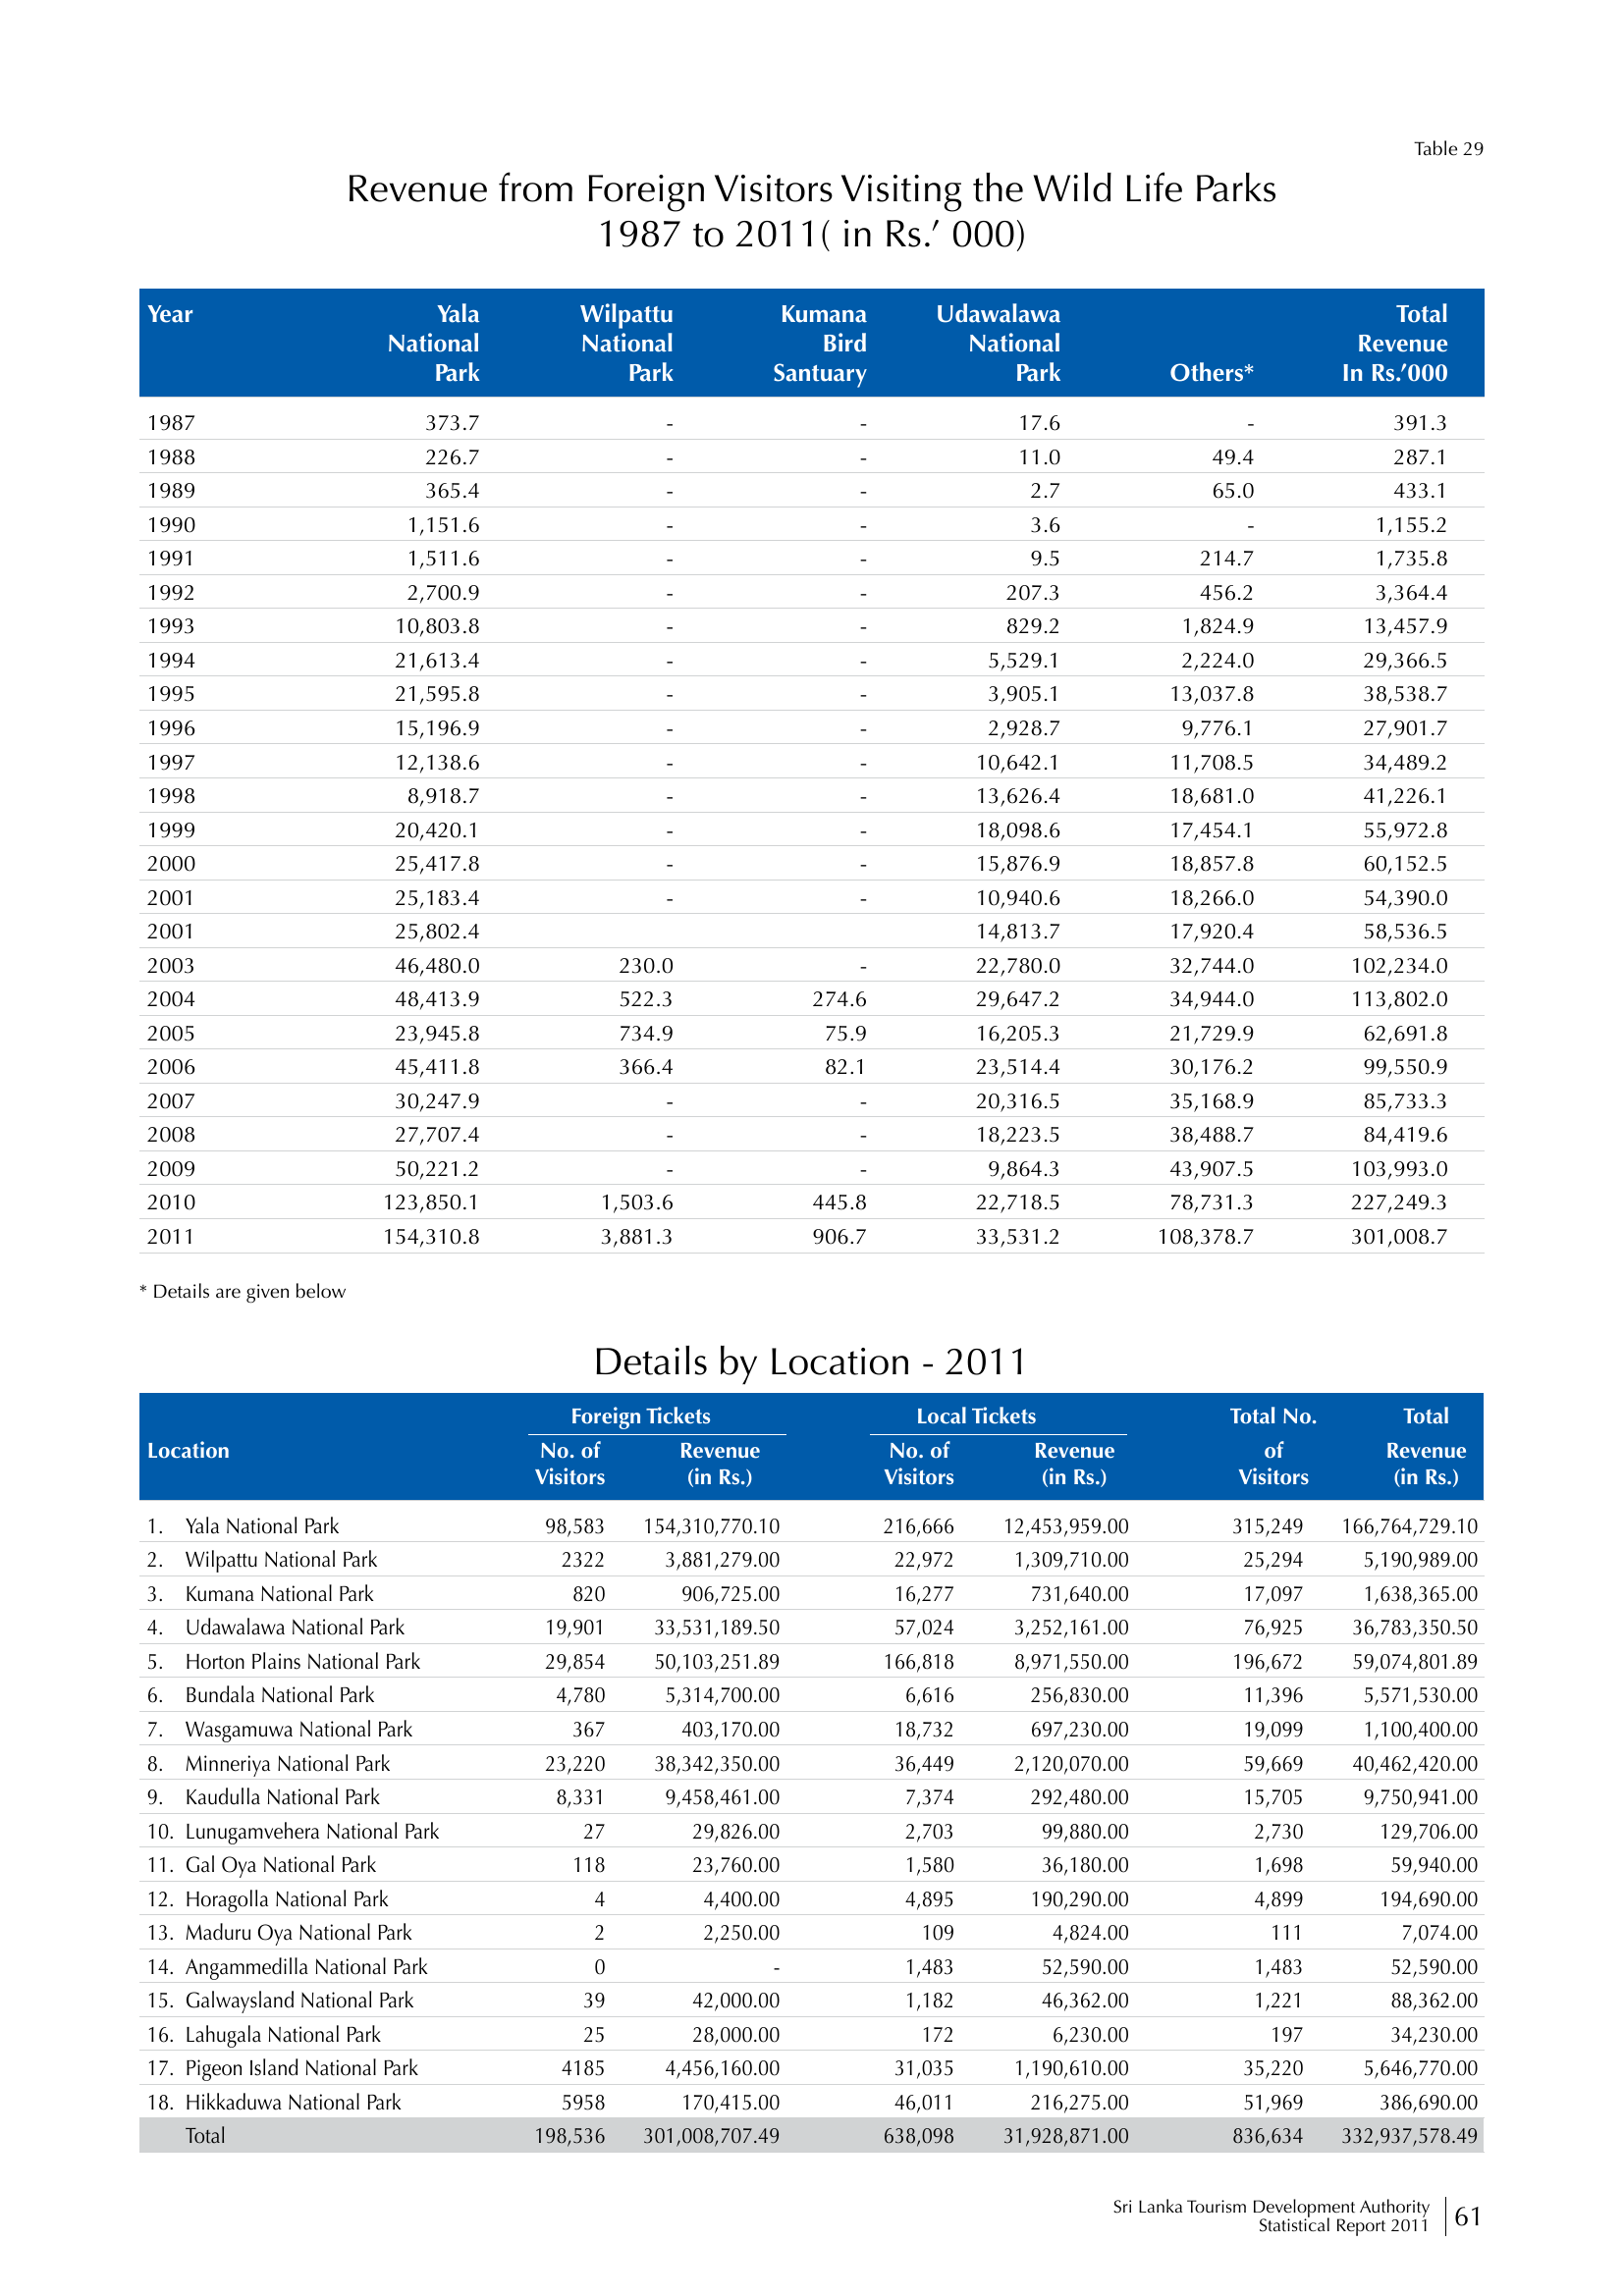 Table 29
Revenue from Foreign Visitors Visiting the Wild Life Parks
1987 to 2011( in Rs.’ 000)
Year Yala Wilpattu Kumana Udawalawa Total
National National Bird National Revenue
Park Park Santuary Park Others* In Rs.’000
1987 373.7 - - 17.6 - 391.3
1988 226.7 - - 11.0 49.4 287.1
1989 365.4 - - 2.7 65.0 433.1
1990 1,151.6 - - 3.6 - 1,155.2
1991 1,511.6 - - 9.5 214.7 1,735.8
1992 2,700.9 - - 207.3 456.2 3,364.4
1993 10,803.8 - - 829.2 1,824.9 13,457.9
1994 21,613.4 - - 5,529.1 2,224.0 29,366.5
1995 21,595.8 - - 3,905.1 13,037.8 38,538.7
1996 15,196.9 - - 2,928.7 9,776.1 27,901.7
1997 12,138.6 - - 10,642.1 11,708.5 34,489.2
1998 8,918.7 - - 13,626.4 18,681.0 41,226.1
1999 20,420.1 - - 18,098.6 17,454.1 55,972.8
2000 25,417.8 - - 15,876.9 18,857.8 60,152.5
2001 25,183.4 - - 10,940.6 18,266.0 54,390.0
2001 25,802.4 14,813.7 17,920.4 58,536.5
2003 46,480.0 230.0 - 22,780.0 32,744.0 102,234.0
2004 48,413.9 522.3 274.6 29,647.2 34,944.0 113,802.0
2005 23,945.8 734.9 75.9 16,205.3 21,729.9 62,691.8
2006 45,411.8 366.4 82.1 23,514.4 30,176.2 99,550.9
2007 30,247.9 - - 20,316.5 35,168.9 85,733.3
2008 27,707.4 - - 18,223.5 38,488.7 84,419.6
2009 50,221.2 - - 9,864.3 43,907.5 103,993.0
2010 123,850.1 1,503.6 445.8 22,718.5 78,731.3 227,249.3
2011 154,310.8 3,881.3 906.7 33,531.2 108,378.7 301,008.7
* Details are given below
Details by Location - 2011
Foreign Tickets Local Tickets Total No. Total
Location No. of Revenue No. of Revenue of Revenue
Visitors (in Rs.) Visitors (in Rs.) Visitors (in Rs.)
1. Yala National Park 98,583 154,310,770.10 216,666 12,453,959.00 315,249 166,764,729.10
2. Wilpattu National Park 2322 3,881,279.00 22,972 1,309,710.00 25,294 5,190,989.00
3. Kumana National Park 820 906,725.00 16,277 731,640.00 17,097 1,638,365.00
4. Udawalawa National Park 19,901 33,531,189.50 57,024 3,252,161.00 76,925 36,783,350.50
5. Horton Plains National Park 29,854 50,103,251.89 166,818 8,971,550.00 196,672 59,074,801.89
6. Bundala National Park 4,780 5,314,700.00 6,616 256,830.00 11,396 5,571,530.00
7. Wasgamuwa National Park 367 403,170.00 18,732 697,230.00 19,099 1,100,400.00
8. Minneriya National Park 23,220 38,342,350.00 36,449 2,120,070.00 59,669 40,462,420.00
9. Kaudulla National Park 8,331 9,458,461.00 7,374 292,480.00 15,705 9,750,941.00
10. Lunugamvehera National Park 27 29,826.00 2,703 99,880.00 2,730 129,706.00
11. Gal Oya National Park 118 23,760.00 1,580 36,180.00 1,698 59,940.00
12. Horagolla National Park 4 4,400.00 4,895 190,290.00 4,899 194,690.00
13. Maduru Oya National Park 2 2,250.00 109 4,824.00 111 7,074.00
14. Angammedilla National Park 0 - 1,483 52,590.00 1,483 52,590.00
15. Galwaysland National Park 39 42,000.00 1,182 46,362.00 1,221 88,362.00
16. Lahugala National Park 25 28,000.00 172 6,230.00 197 34,230.00
17. Pigeon Island National Park 4185 4,456,160.00 31,035 1,190,610.00 35,220 5,646,770.00
18. Hikkaduwa National Park 5958 170,415.00 46,011 216,275.00 51,969 386,690.00
Total 198,536 301,008,707.49 638,098 31,928,871.00 836,634 332,937,578.49
Sri Lanka Tourism Development Authority
Statistical Report 2011 61